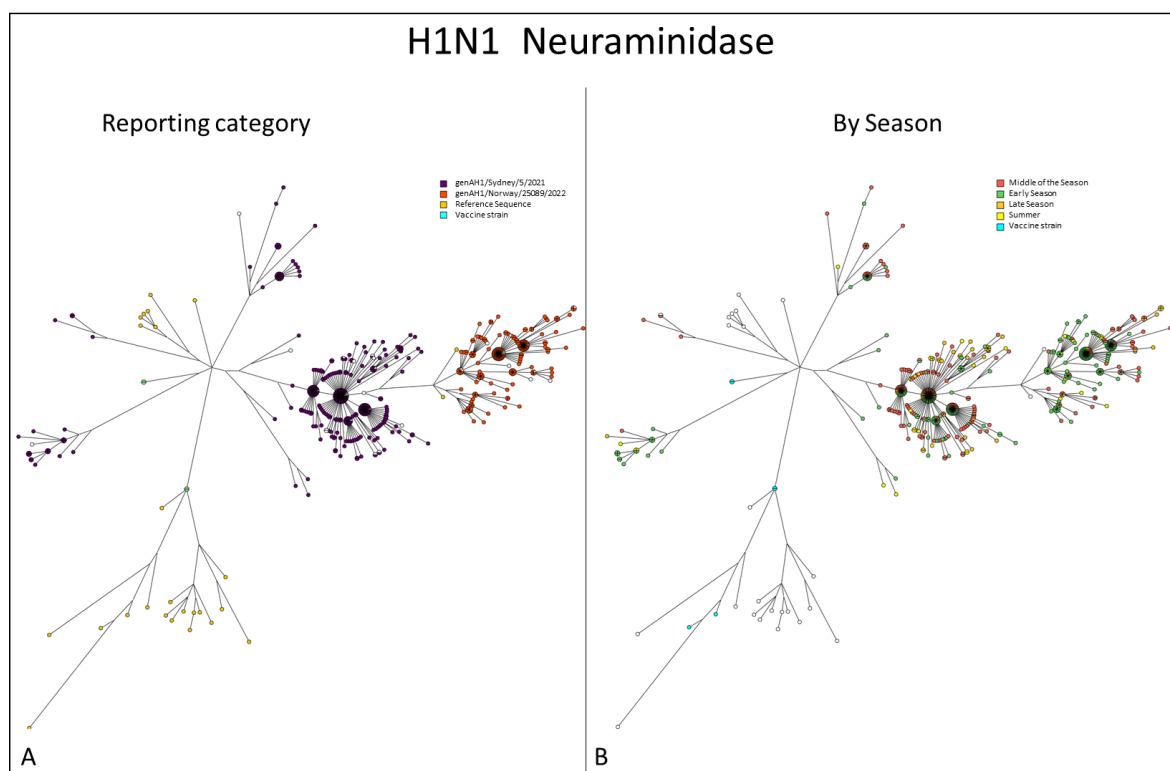 H1N1 Neuraminidase
Reporting category
genAH1/Sydney/5/2021
genAH1/Norway/25089/2022
Reference Sequence
Vaccine strain
A
By Season
Middle of the Season
Early Season
Late Season
Summer
Vaccine strain
B